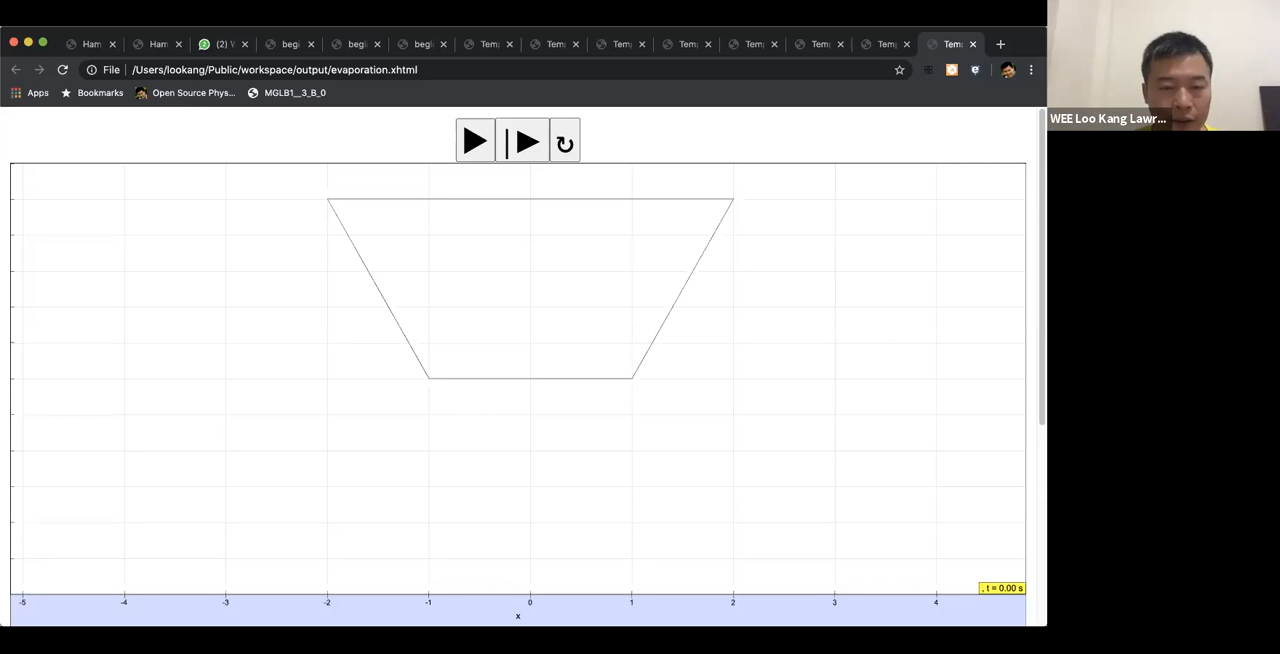 Ham
Ham
(2) V
begi
begi
begi
Temp
Temp
Temp
Temp
Temp
Temp
Temp
Temp
File | /Users/lookang/Public/workspace/output/evaporation.xhtml
Apps Bookmarks Open Source Phys... MGLB1__3_B_0
WEE Loo Kang Lawr...
, t = 0.00 s
-5 -4 -3 -2 -1 0 1 2 3 4
x